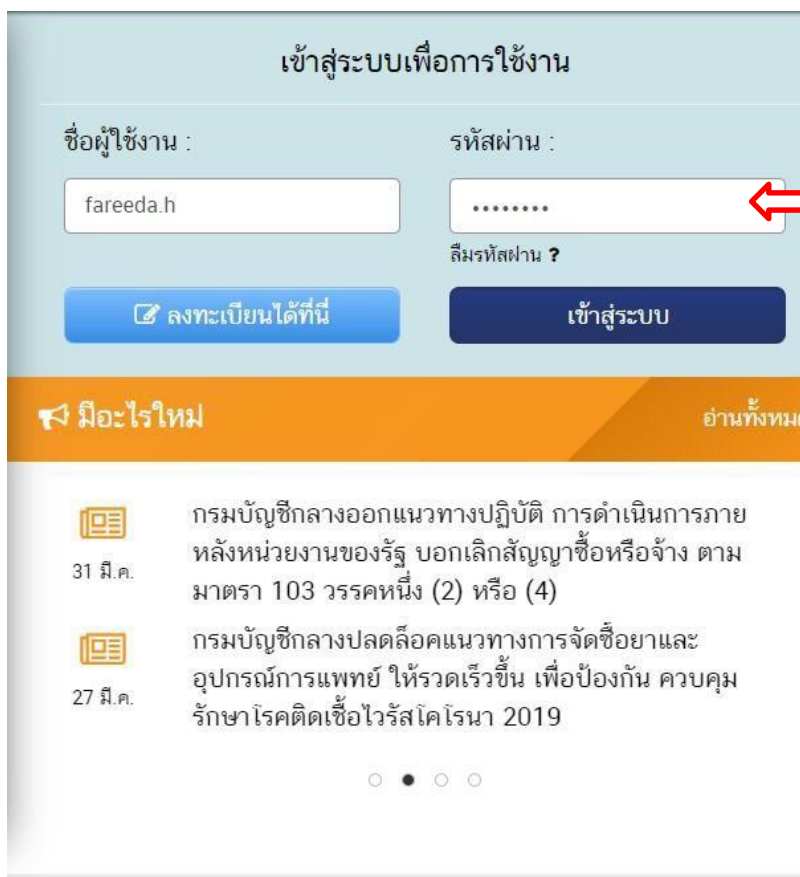 เข้าสู่ระบบเพื่อการใช้งาน
ชื่อผู้ใช้งาน :
รหัสผ่าน :
fareeda.h
••••••••
ลืมรหัสผ่าน ?
ลงทะเบียนได้ที่นี่
เข้าสู่ระบบ
มีอะไรใหม่
อ่านทั้งหมด
31 มี.ค.
กรมบัญชีกลางออกแนวทางปฏิบัติ การดำเนินการภาย
หลังหน่วยงานของรัฐ บอกเลิกสัญญาซื้อหรือจ้าง ตาม
มาตรา 103 วรรคหนึ่ง (2) หรือ (4)
27 มี.ค.
กรมบัญชีกลางปลดล็อคแนวทางการจัดซื้อยาและ
อุปกรณ์การแพทย์ ให้รวดเร็วขึ้น เพื่อป้องกัน ควบคุม
รักษาโรคติดเชื้อไวรัสโคโรนา 2019